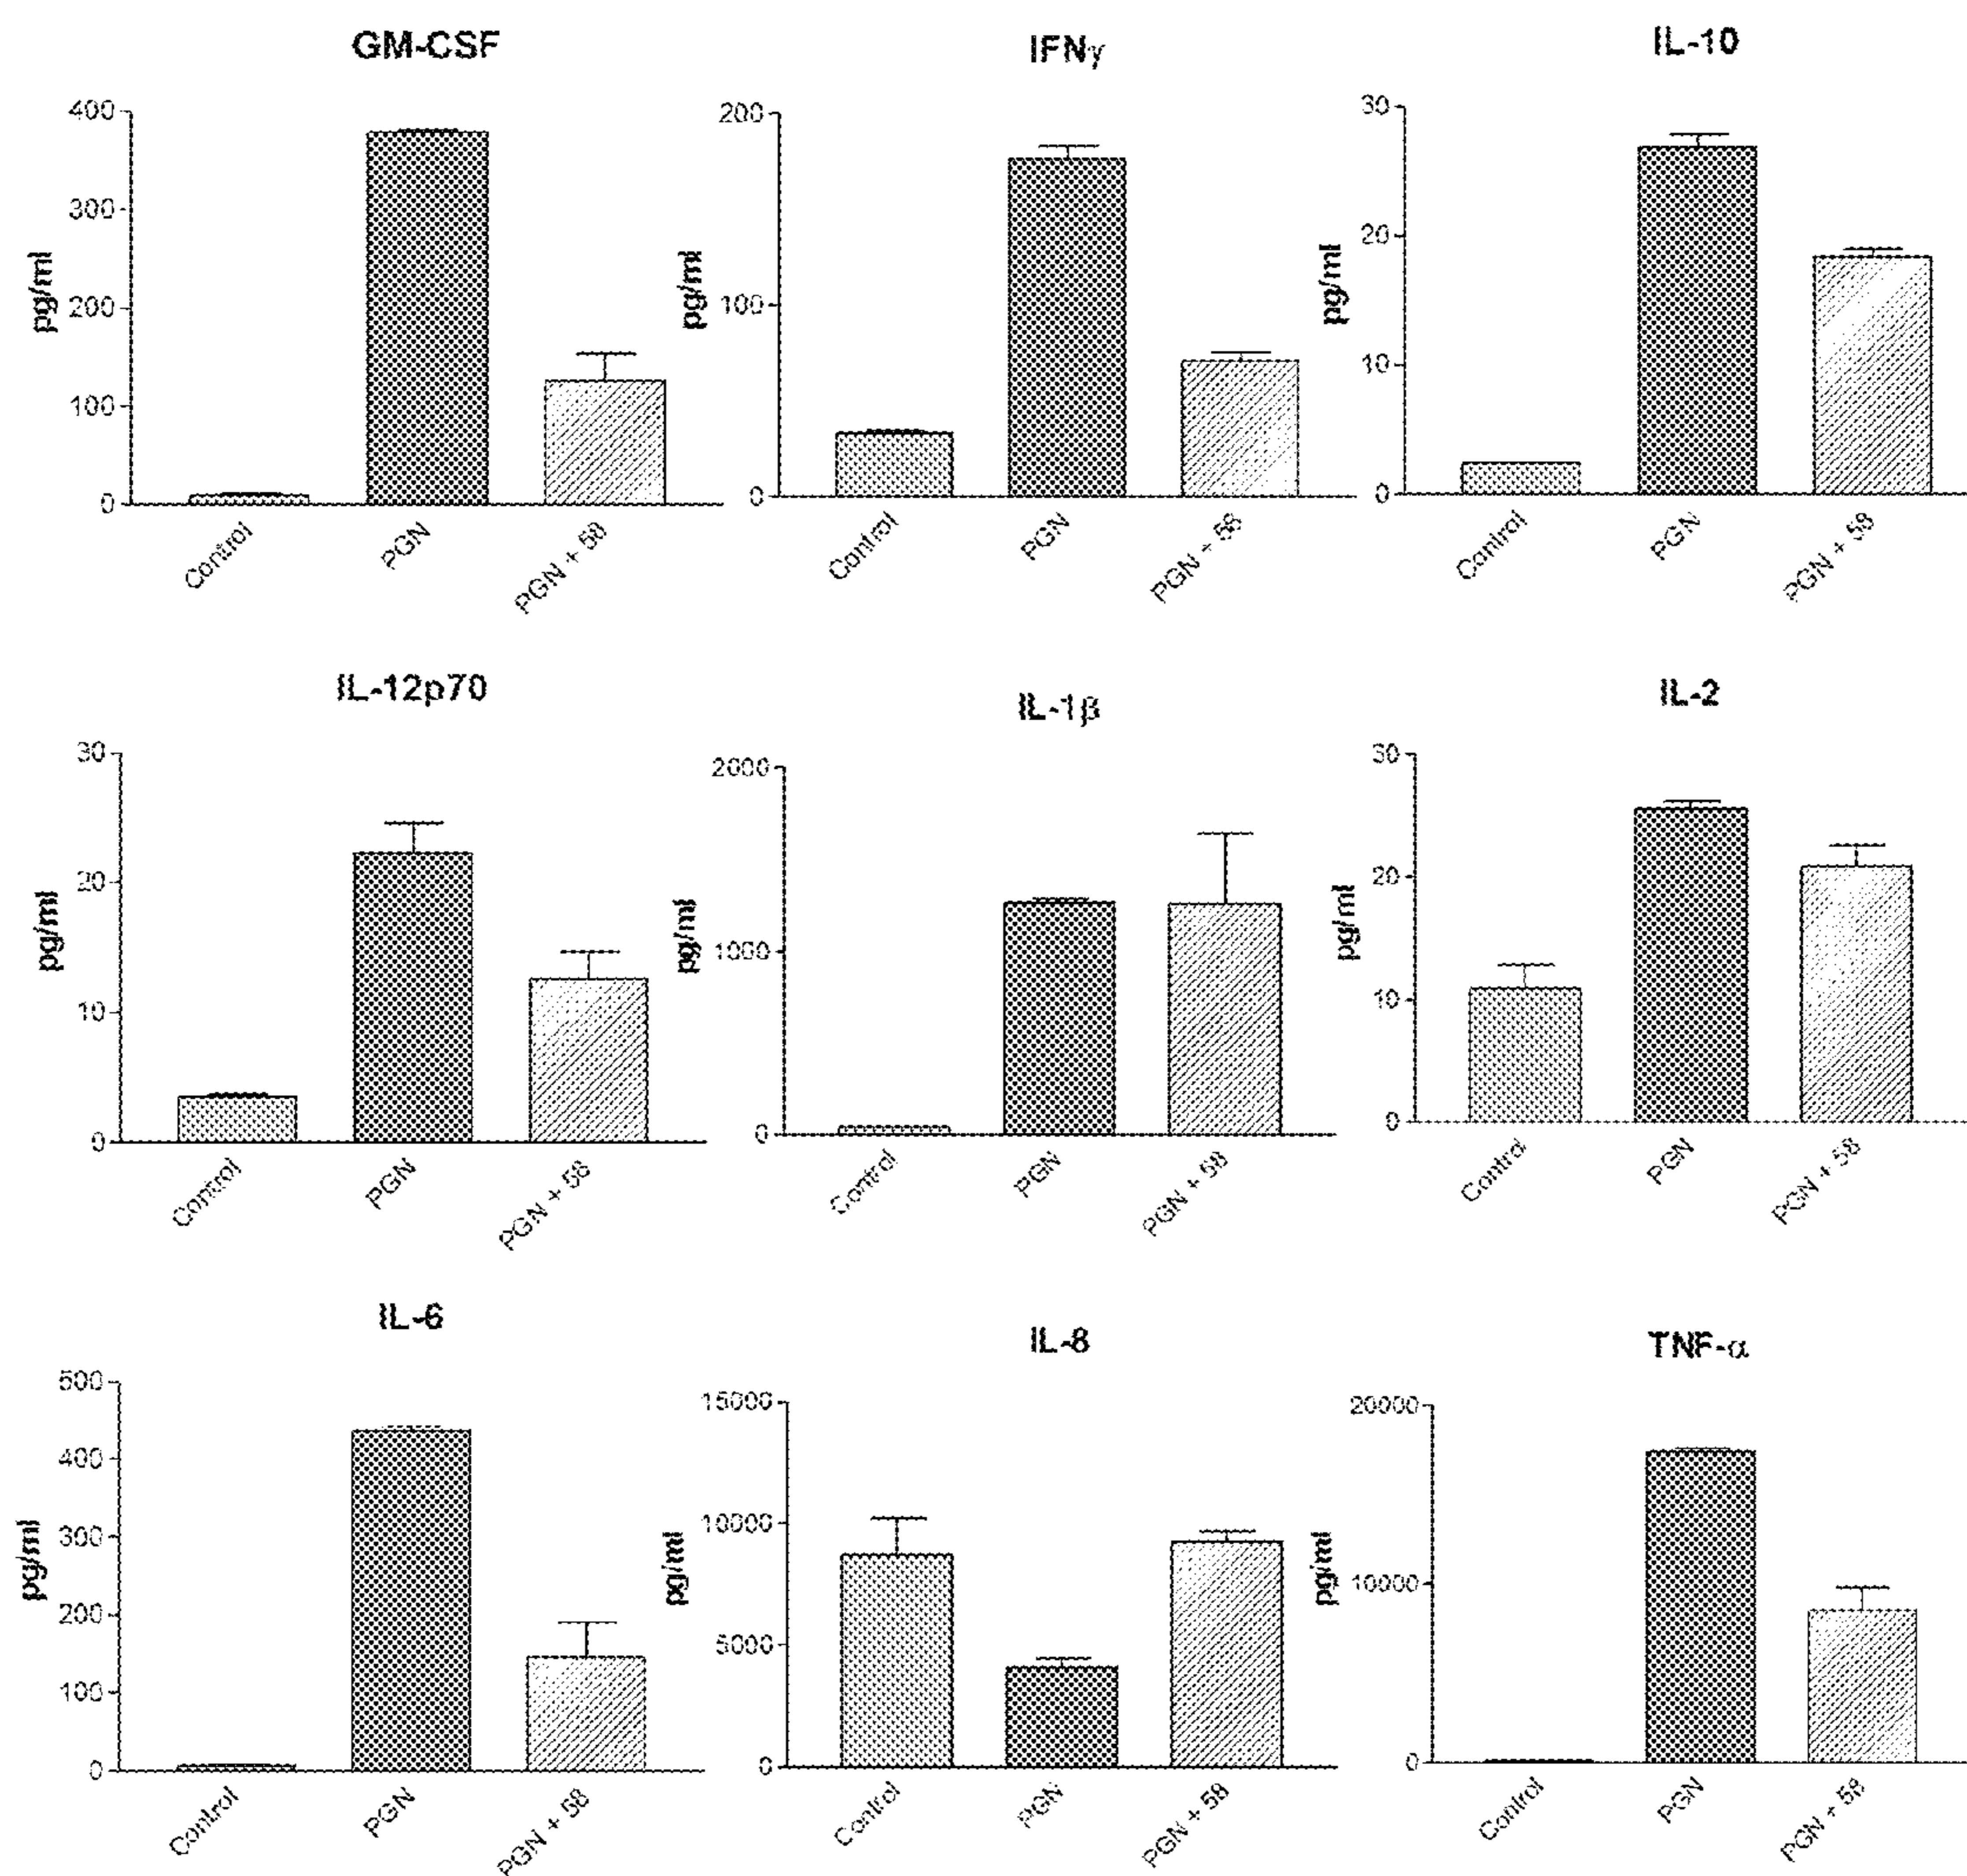 GM-CSF
400
300
200
100
0
pg/ml
Control
PGN
PGN + 58
IFNγ
200
100
0
pg/ml
Control
PGN
PGN + 58
IL-10
30
20
10
0
pg/ml
Control
PGN
PGN + 58
IL-12p70
30
20
10
0
pg/ml
Control
PGN
PGN + 58
IL-1β
2000
1000
0
pg/ml
Control
PGN
PGN + 58
IL-2
30
20
10
0
pg/ml
Control
PGN
PGN + 58
IL-6
500
400
300
200
100
0
pg/ml
Control
PGN
PGN + 58
IL-8
15000
10000
5000
0
pg/ml
Control
PGN
PGN + 58
TNF-α
20000
10000
0
pg/ml
Control
PGN
PGN + 58